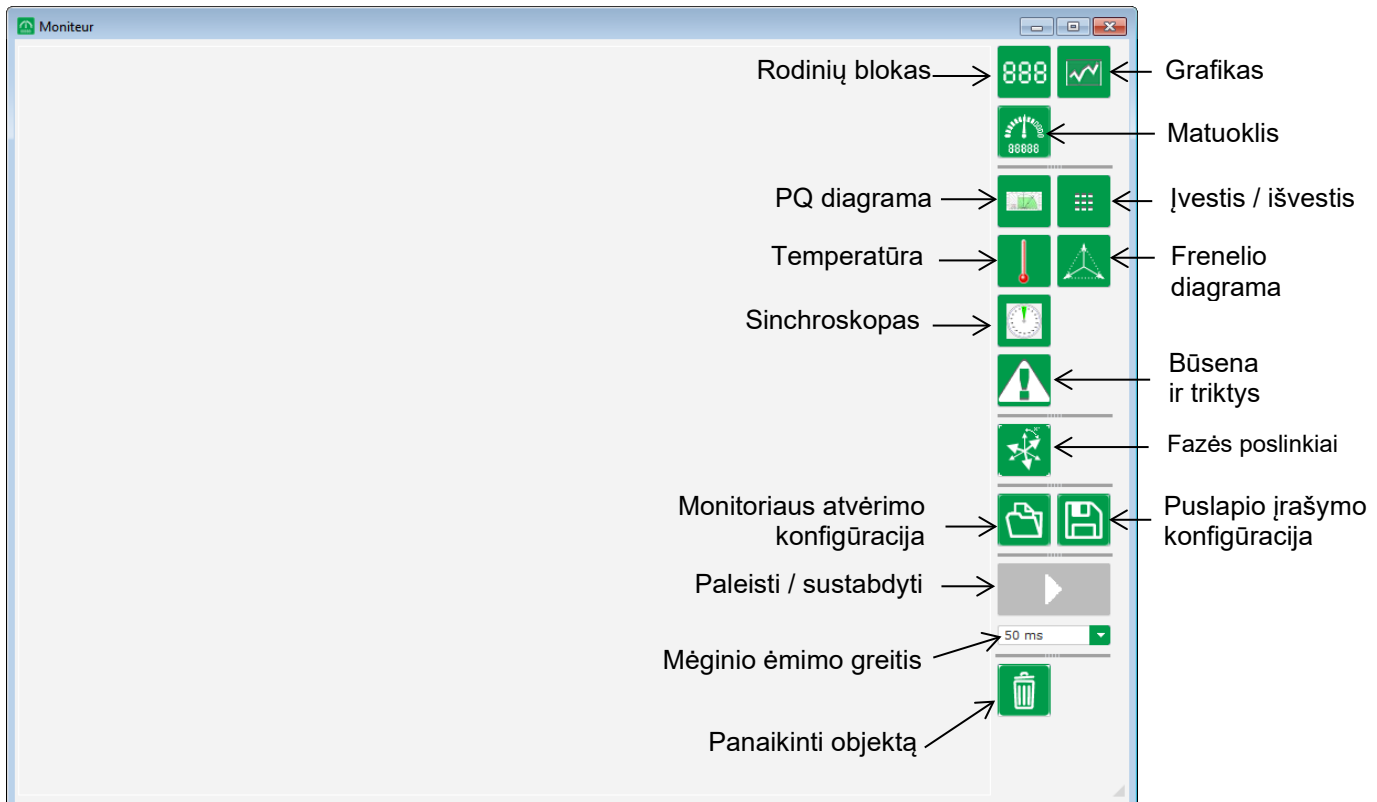 Moniteur
Rodinių blokas
888
Grafikas
88888
Matuoklis
PQ diagrama
Įvestis / išvestis
Temperatūra
Frenelio
diagrama
Sinchroskopas
Būsena
ir triktys
Fazės poslinkiai
Monitoriaus atvėrimo
konfigūracija
Puslapio įrašymo
konfigūracija
Paleisti / sustabdyti
50 ms
Mėginio ėmimo greitis
Panaikinti objektą